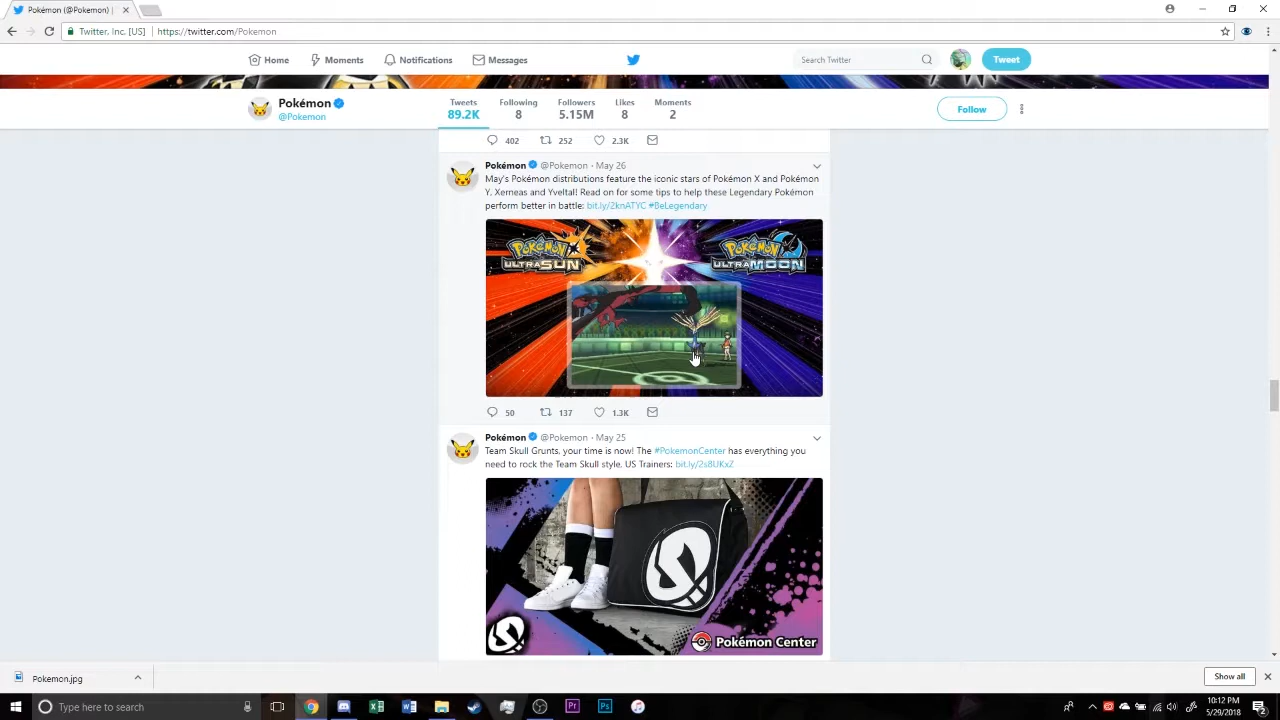 Pokémon (@Pokemon) |
Twitter, Inc. [US] | https://twitter.com/Pokemon
Home Moments Notifications Messages Search Twitter Tweet
Pokémon
@Pokemon
Tweets Following Followers Likes Moments
89.2K 8 5.15M 8 2
Follow
402 252 2.3K
Pokémon @Pokemon · May 26
May's Pokémon distributions feature the iconic stars of Pokémon X and Pokémon
Y, Xerneas and Yveltal! Read on for some tips to help these Legendary Pokémon
perform better in battle: bit.ly/2knATYC #BeLegendary
POKÉMON POKÉMON
ULTRA SUN ULTRA MOON
50 137 1.3K
Pokémon @Pokemon · May 25
Team Skull Grunts, your time is now! The #PokemonCenter has everything you
need to rock the Team Skull style, US Trainers: bit.ly/2s8UKxZ
Pokémon Center
Pokemon.jpg
Show all
Type here to search
10:12 PM
5/29/2018